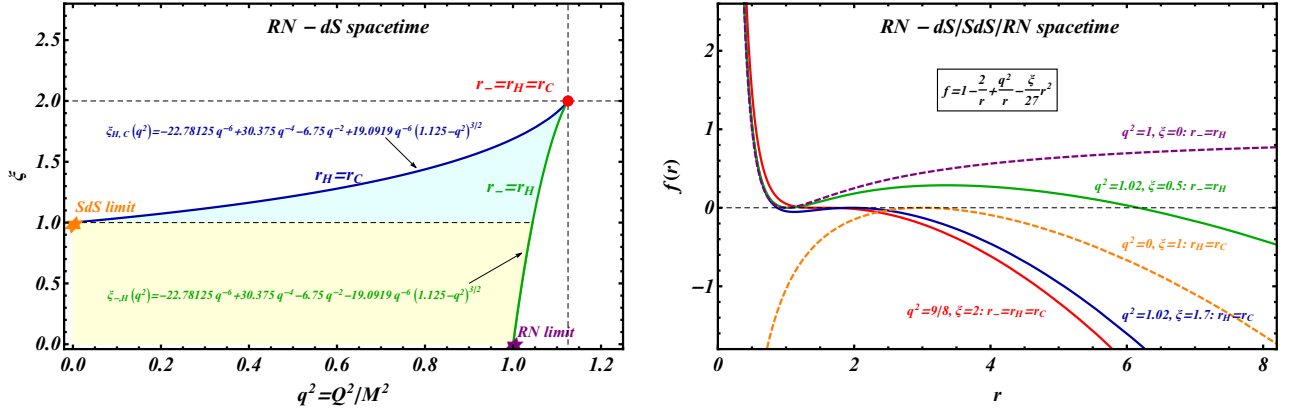 RN – dS spacetime
r₋=r_H=r_C
ξ_{H,C}(q²)=−22.78125 q⁻⁶+30.375 q⁻⁴−6.75 q⁻²+19.0919 q⁻⁶ (1.125−q²)^{3/2}
r_H=r_C
r₋=r_H
SdS limit
ξ_{−,H}(q²)=−22.78125 q⁻⁶+30.375 q⁻⁴−6.75 q⁻²−19.0919 q⁻⁶ (1.125−q²)^{3/2}
RN limit
2.5
2.0
1.5
1.0
0.5
0.0
ξ
0.0 0.2 0.4 0.6 0.8 1.0 1.2
q²=Q²/M²
RN – dS/SdS/RN spacetime
f=1−2/r+q²/r−ξ/27 r²
q²=1, ξ=0: r₋=r_H
q²=1.02, ξ=0.5: r₋=r_H
q²=0, ξ=1: r_H=r_C
q²=9/8, ξ=2: r₋=r_H=r_C
q²=1.02, ξ=1.7: r_H=r_C
2
1
0
−1
f(r)
0 2 4 6 8
r